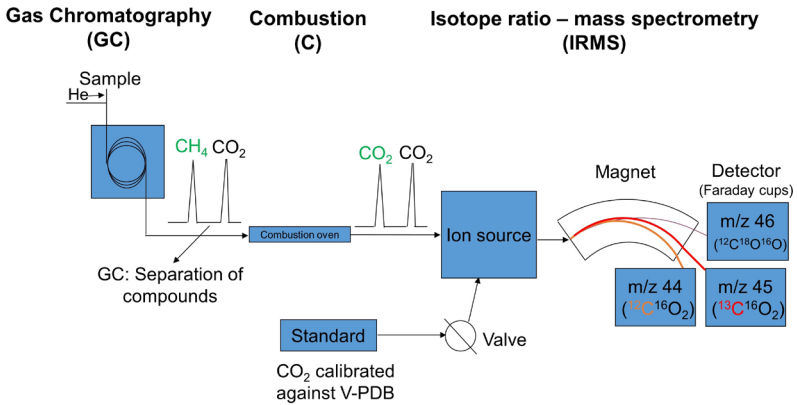 Gas Chromatography
(GC)
Combustion
(C)
Isotope ratio – mass spectrometry
(IRMS)
Sample
He
CH₄ CO₂
CO₂ CO₂
Combustion oven
GC: Separation of
compounds
Ion source
Magnet
Detector
(Faraday cups)
m/z 46
(¹²C¹⁸O¹⁶O)
m/z 44
(¹²C¹⁶O₂)
m/z 45
(¹³C¹⁶O₂)
Standard
Valve
CO₂ calibrated
against V-PDB